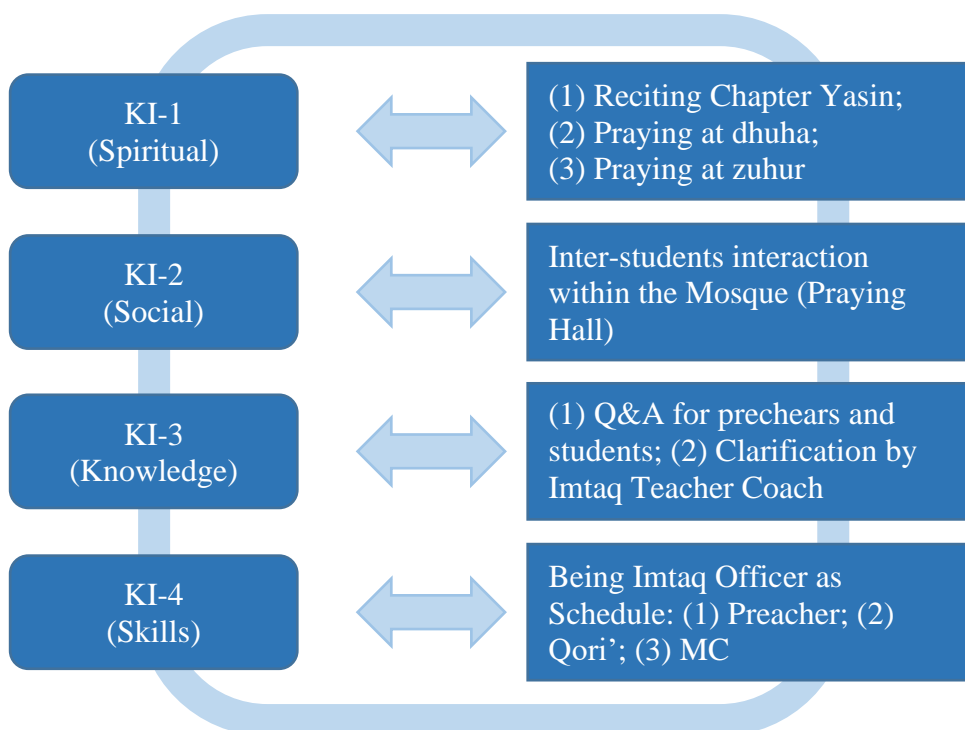 KI-1
(Spiritual)
(1) Reciting Chapter Yasin;
(2) Praying at dhuha;
(3) Praying at zuhur
KI-2
(Social)
Inter-students interaction
within the Mosque (Praying
Hall)
KI-3
(Knowledge)
(1) Q&A for prechears and
students; (2) Clarification by
Imtaq Teacher Coach
KI-4
(Skills)
Being Imtaq Officer as
Schedule: (1) Preacher; (2)
Qori’; (3) MC